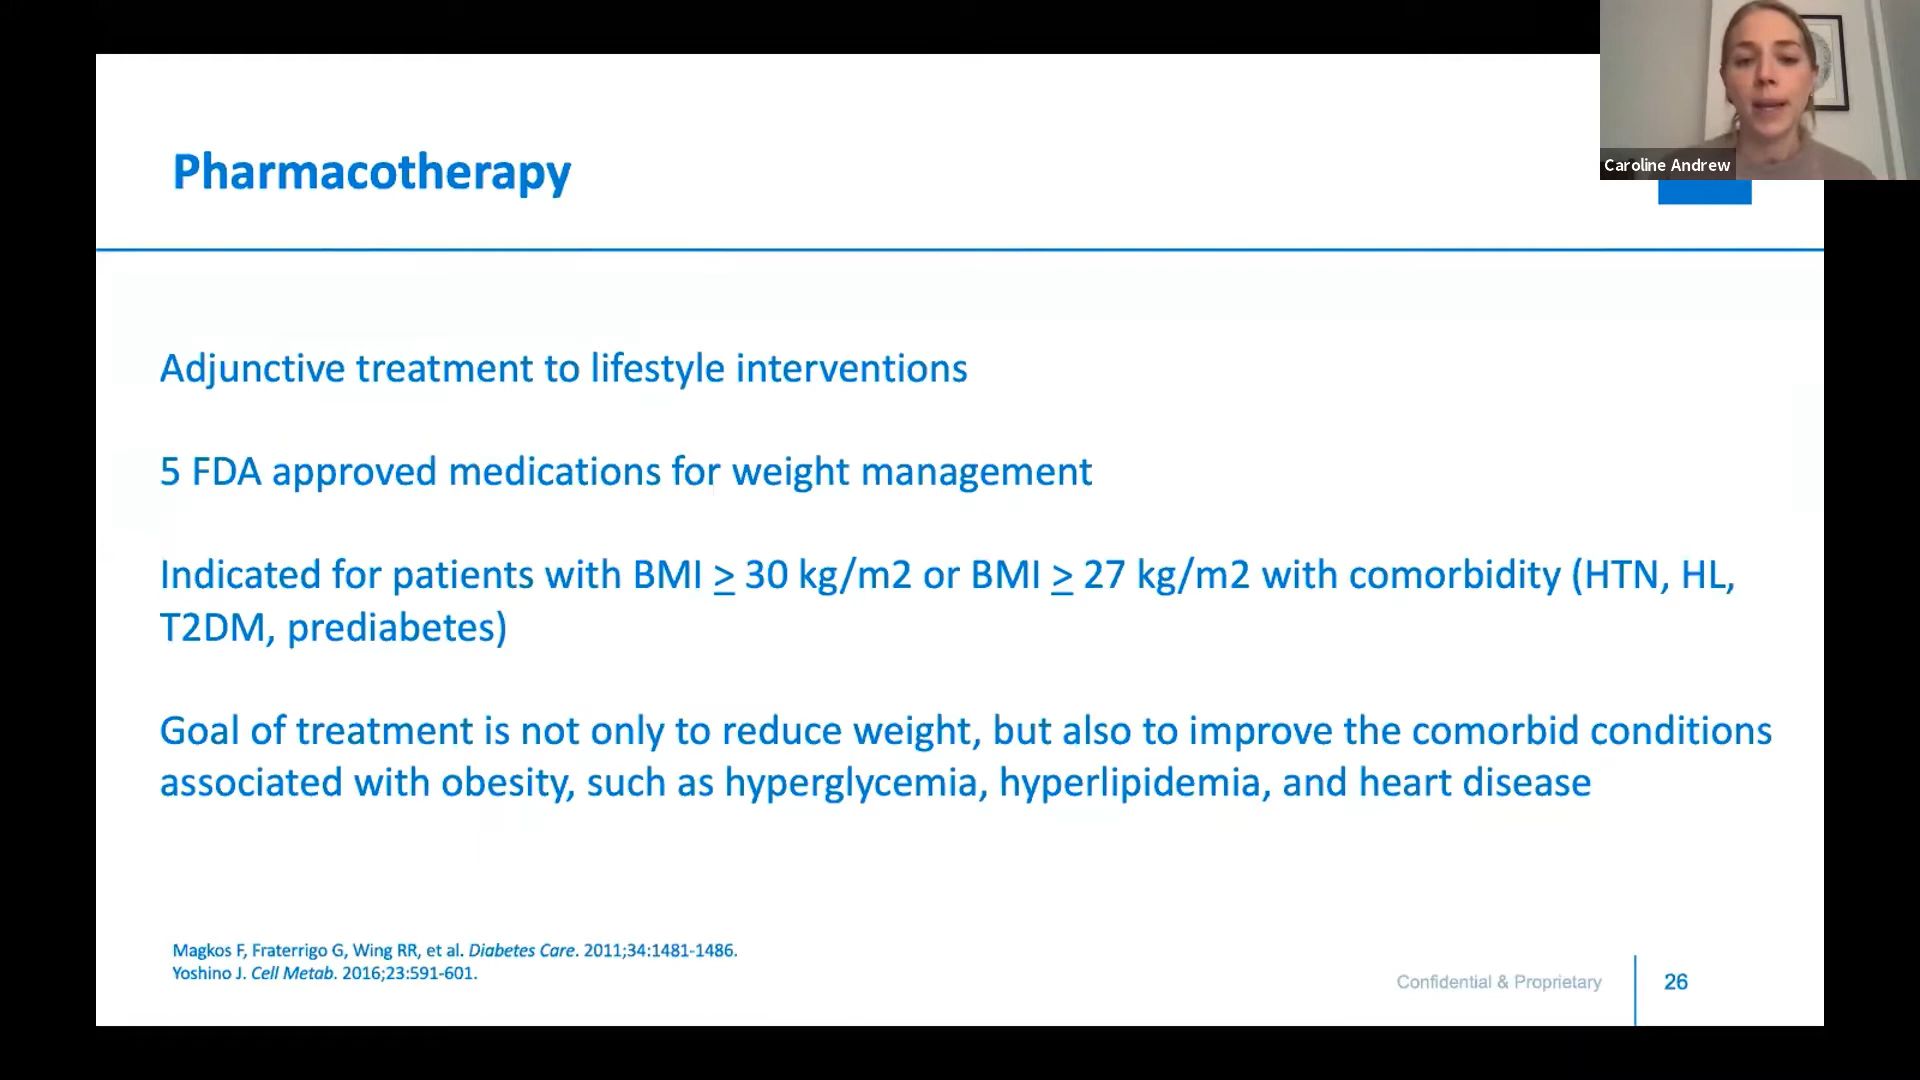 Caroline Andrew
Pharmacotherapy
Adjunctive treatment to lifestyle interventions
5 FDA approved medications for weight management
Indicated for patients with BMI ≥ 30 kg/m2 or BMI ≥ 27 kg/m2 with comorbidity (HTN, HL,
T2DM, prediabetes)
Goal of treatment is not only to reduce weight, but also to improve the comorbid conditions
associated with obesity, such as hyperglycemia, hyperlipidemia, and heart disease
Magkos F, Fraterrigo G, Wing RR, et al. Diabetes Care. 2011;34:1481-1486.
Yoshino J. Cell Metab. 2016;23:591-601.
Confidential & Proprietary
26